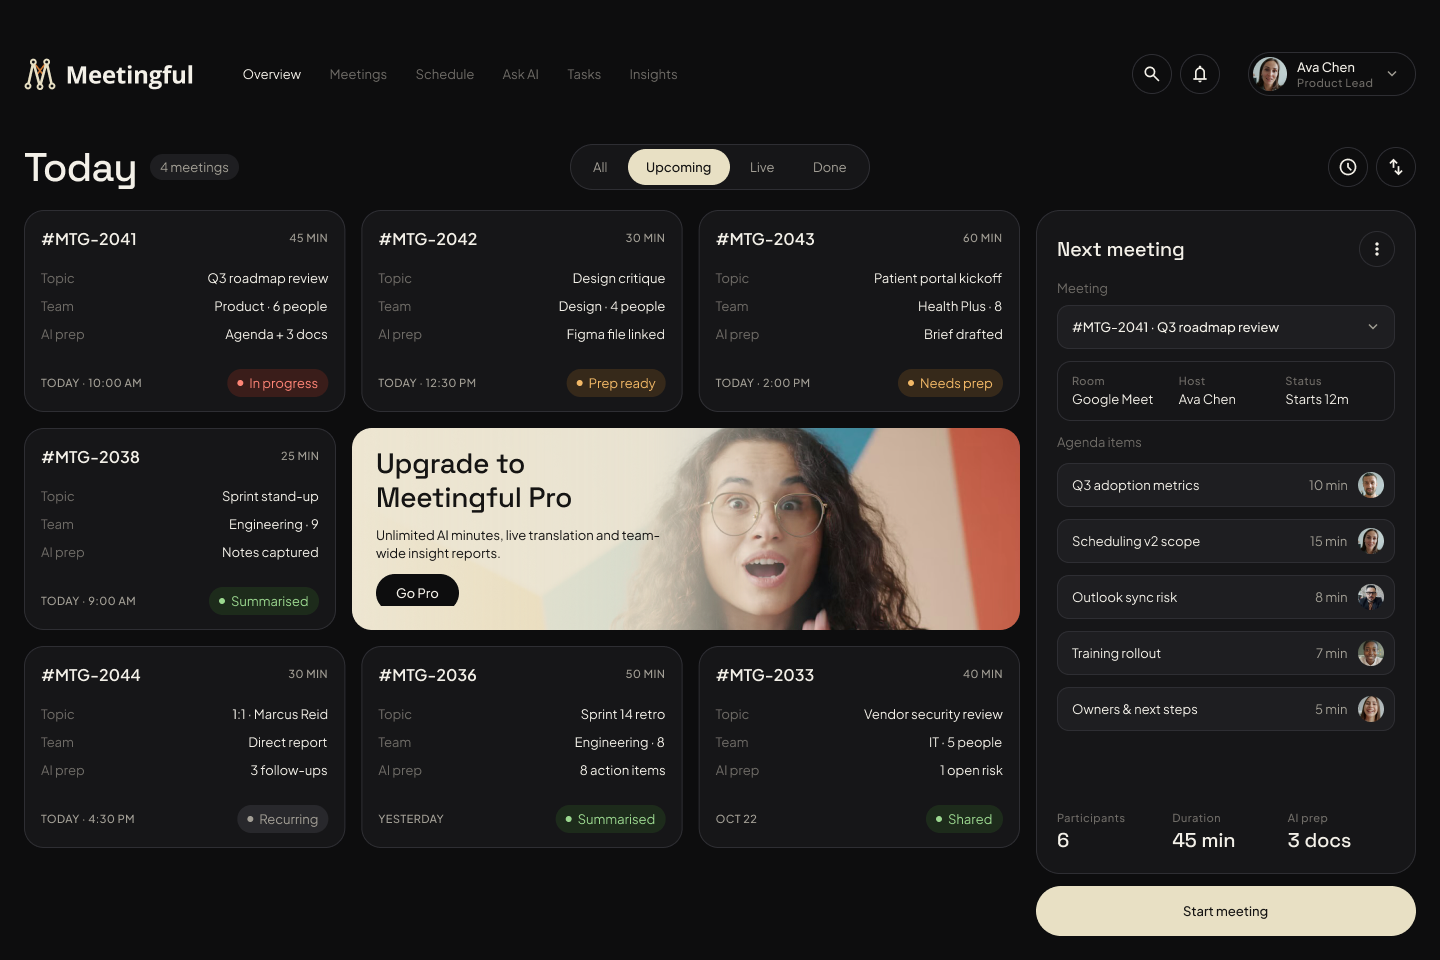 Meetingful
Overview
Meetings
Schedule
Ask AI
Tasks
Insights
Ava Chen
Product Lead
Today
4 meetings
All
Upcoming
Live
Done
#MTG-2041
45 MIN
Topic
Q3 roadmap review
Team
Product · 6 people
AI prep
Agenda + 3 docs
TODAY · 10:00 AM
In progress
#MTG-2042
30 MIN
Topic
Design critique
Team
Design · 4 people
AI prep
Figma file linked
TODAY · 12:30 PM
Prep ready
#MTG-2043
60 MIN
Topic
Patient portal kickoff
Team
Health Plus · 8
AI prep
Brief drafted
TODAY · 2:00 PM
Needs prep
#MTG-2038
25 MIN
Topic
Sprint stand-up
Team
Engineering · 9
AI prep
Notes captured
TODAY · 9:00 AM
Summarised
Upgrade to
Meetingful Pro
Unlimited AI minutes, live translation and team-
wide insight reports.
Go Pro
#MTG-2044
30 MIN
Topic
1:1 · Marcus Reid
Team
Direct report
AI prep
3 follow-ups
TODAY · 4:30 PM
Recurring
#MTG-2036
50 MIN
Topic
Sprint 14 retro
Team
Engineering · 8
AI prep
8 action items
YESTERDAY
Summarised
#MTG-2033
40 MIN
Topic
Vendor security review
Team
IT · 5 people
AI prep
1 open risk
OCT 22
Shared
Next meeting
Meeting
#MTG-2041 · Q3 roadmap review
Room
Google Meet
Host
Ava Chen
Status
Starts 12m
Agenda items
Q3 adoption metrics
10 min
Scheduling v2 scope
15 min
Outlook sync risk
8 min
Training rollout
7 min
Owners & next steps
5 min
Participants
6
Duration
45 min
AI prep
3 docs
Start meeting